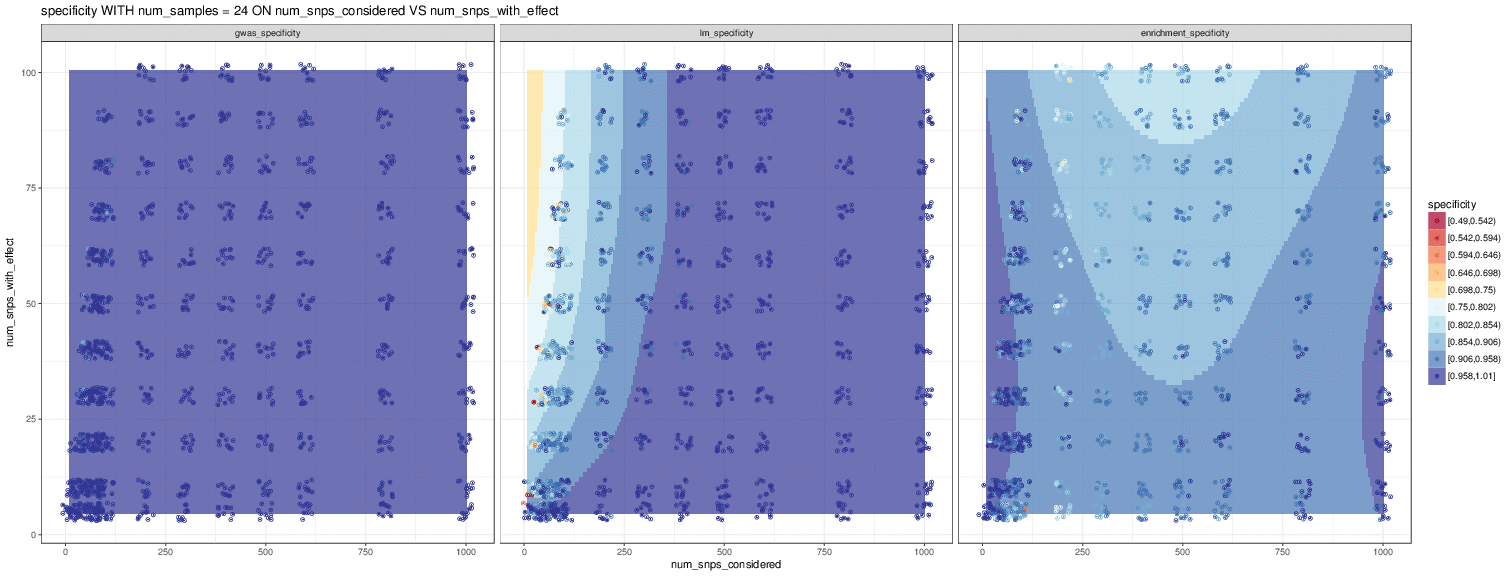 specificity WITH num_samples = 24 ON num_snps_considered VS num_snps_with_effect
gwas_specificity
lm_specificity
enrichment_specificity
100
75
50
25
0
num_snps_with_effect
0 250 500 750 1000
0 250 500 750 1000
0 250 500 750 1000
num_snps_considered
specificity
[0.49,0.542)
[0.542,0.594)
[0.594,0.646)
[0.646,0.698)
[0.698,0.75)
[0.75,0.802)
[0.802,0.854)
[0.854,0.906)
[0.906,0.958)
[0.958,1.01]